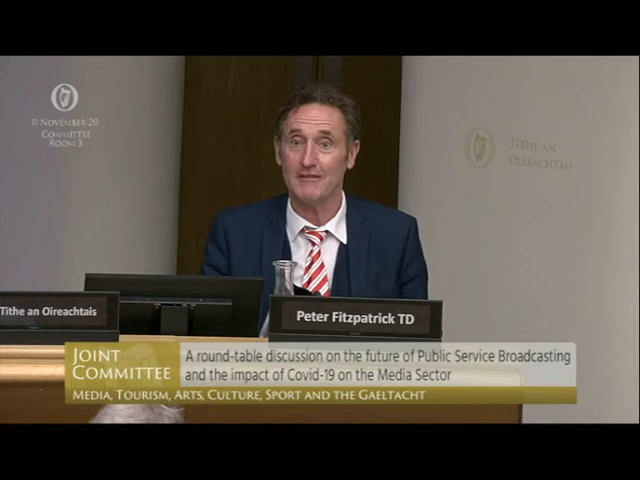 11 November 20
Committee
Room 3
Tithe an
Oireachtais
Tithe an Oireachtais
Peter Fitzpatrick TD
Joint
Committee
A round-table discussion on the future of Public Service Broadcasting
and the impact of Covid-19 on the Media Sector
Media, Tourism, Arts, Culture, Sport and the Gaeltacht